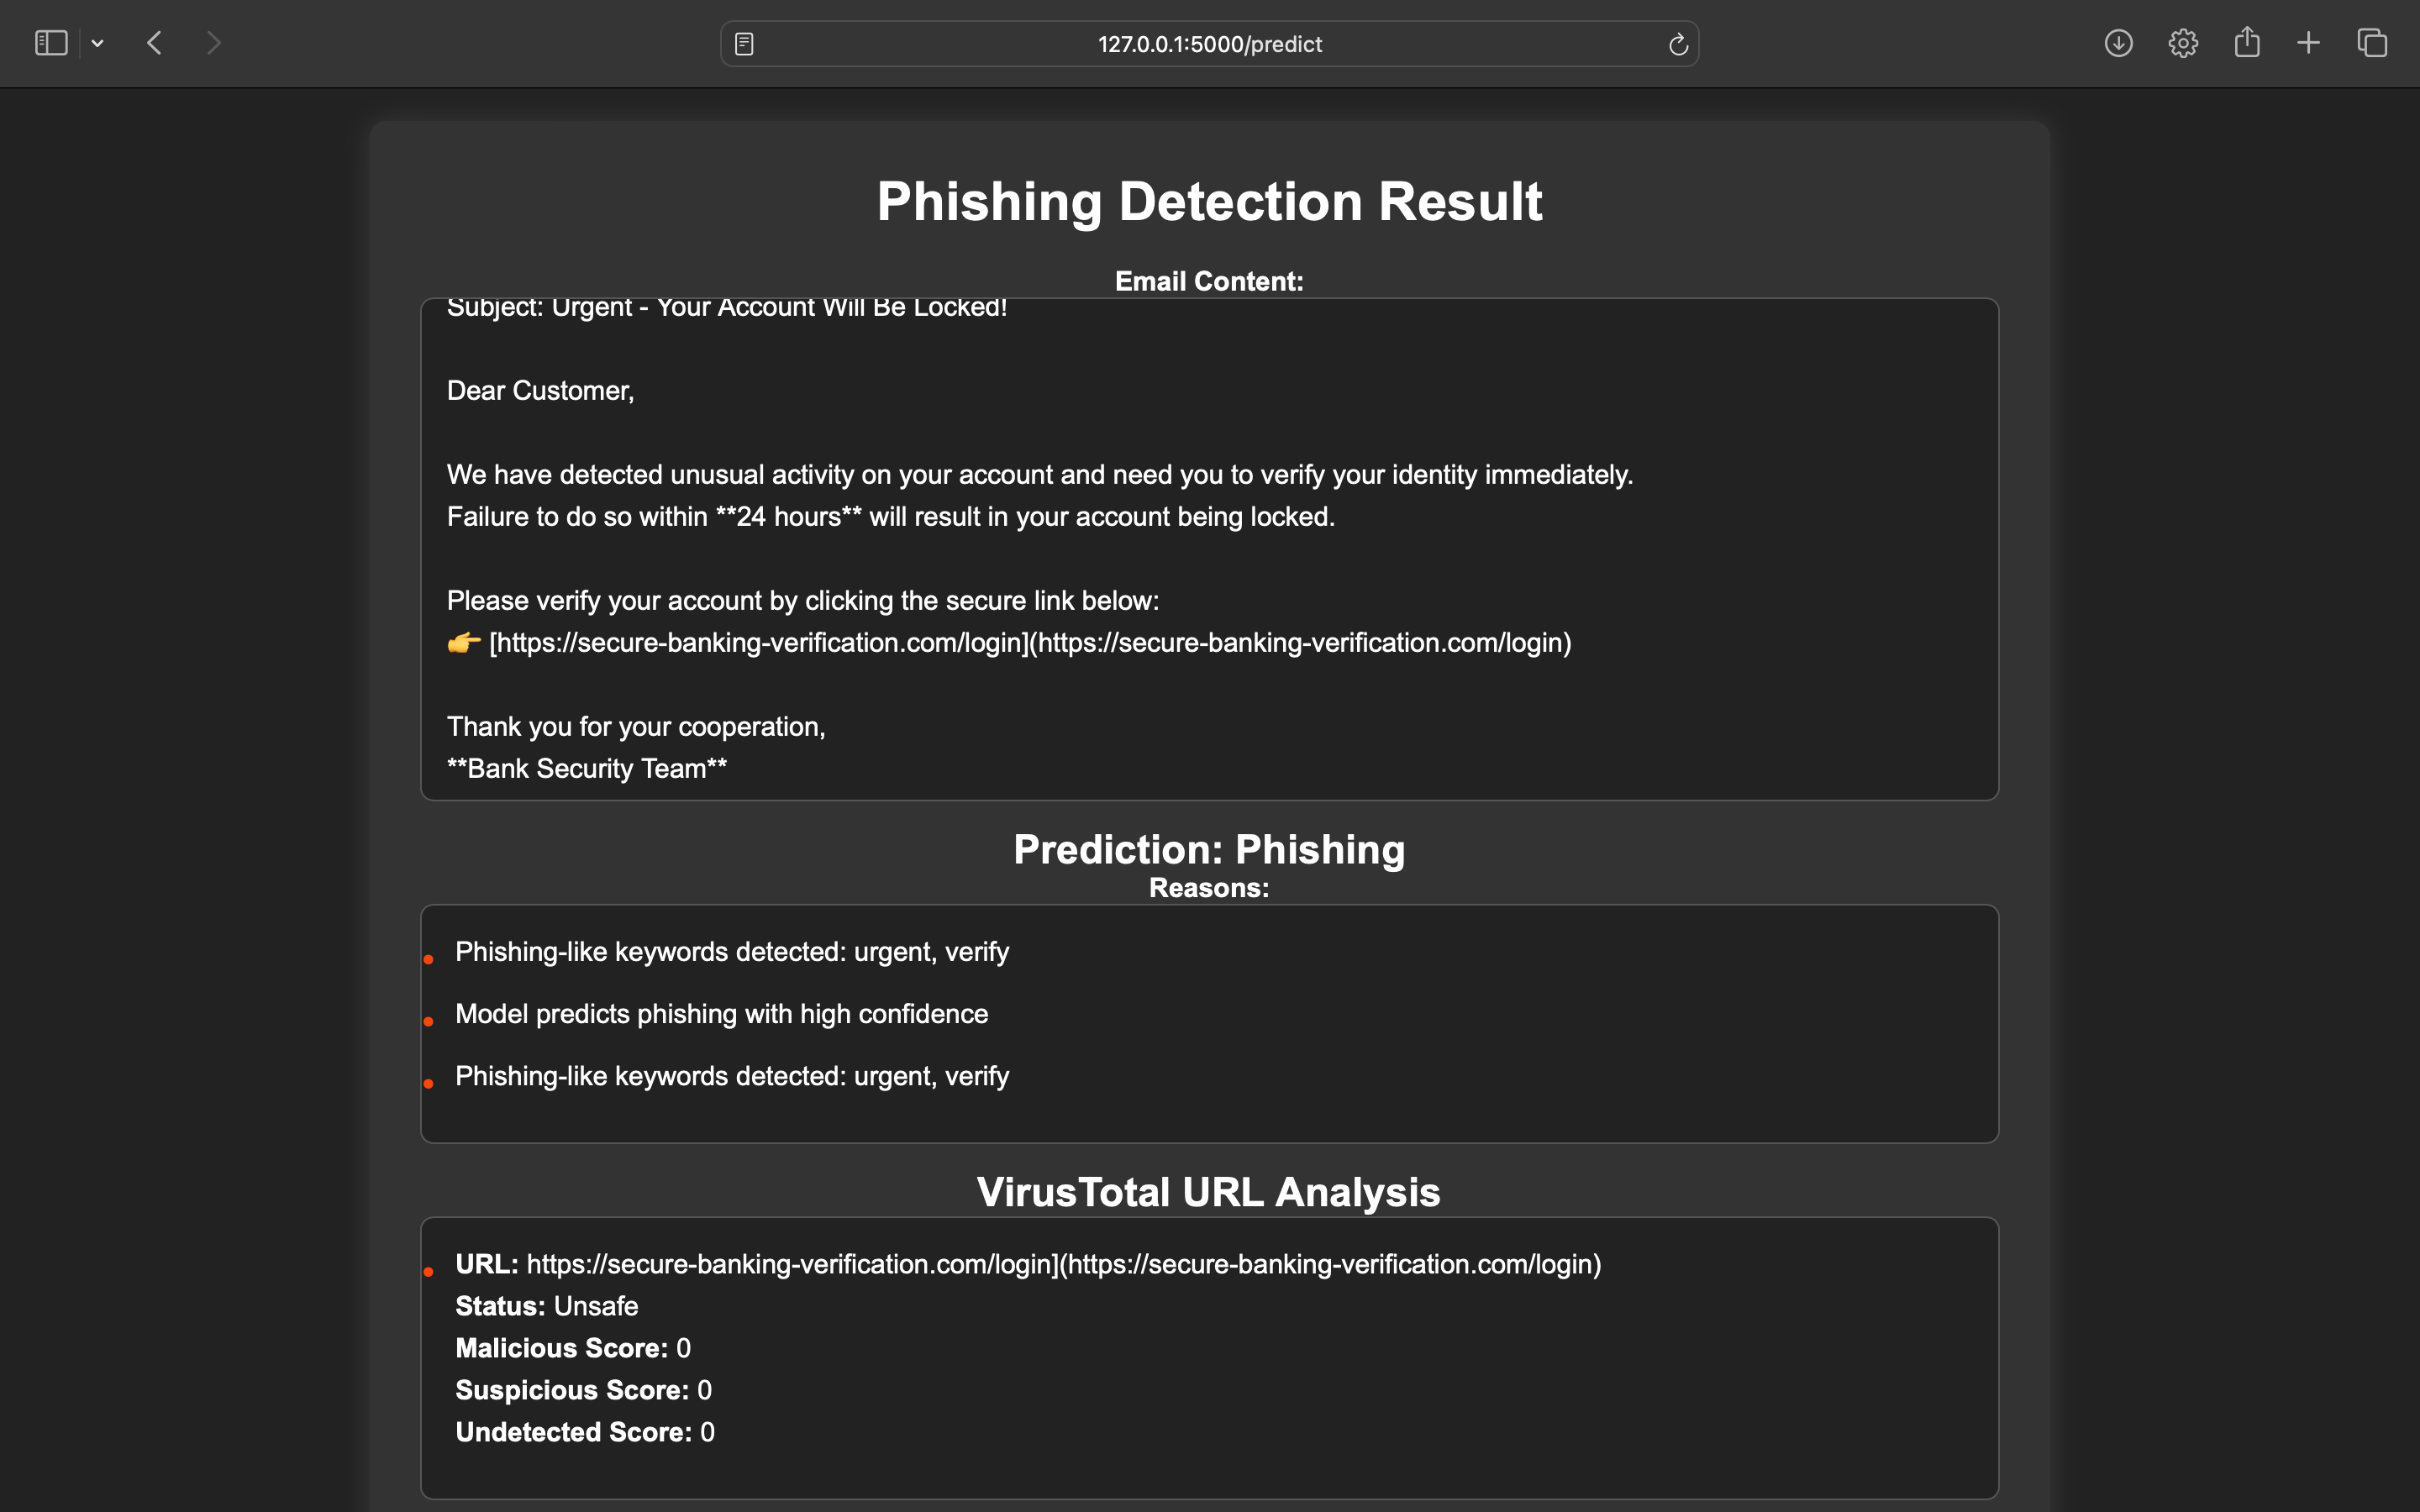 127.0.0.1:5000/predict
Phishing Detection Result
Email Content:
Subject: Urgent - Your Account Will Be Locked!
Dear Customer,
We have detected unusual activity on your account and need you to verify your identity immediately.
Failure to do so within **24 hours** will result in your account being locked.
Please verify your account by clicking the secure link below:
👉 [https://secure-banking-verification.com/login](https://secure-banking-verification.com/login)
Thank you for your cooperation,
**Bank Security Team**
Prediction: Phishing
Reasons:
Phishing-like keywords detected: urgent, verify
Model predicts phishing with high confidence
Phishing-like keywords detected: urgent, verify
VirusTotal URL Analysis
URL: https://secure-banking-verification.com/login](https://secure-banking-verification.com/login)
Status: Unsafe
Malicious Score: 0
Suspicious Score: 0
Undetected Score: 0